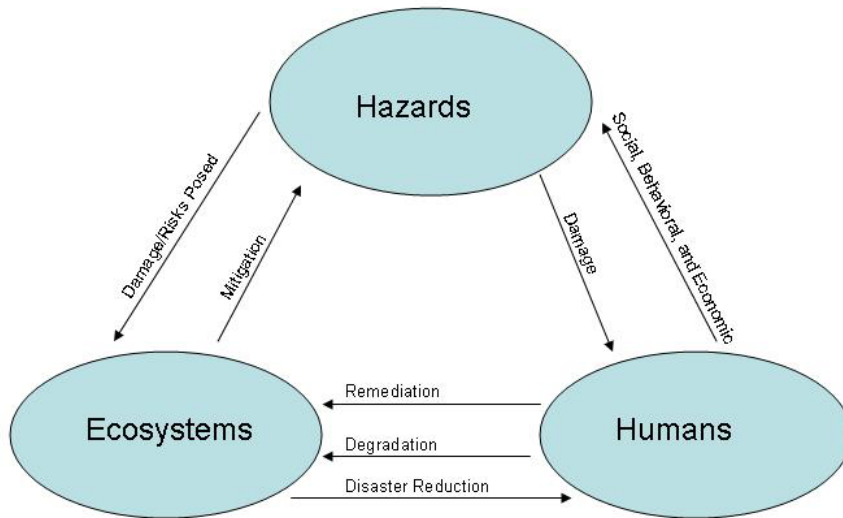 Hazards
Damage/Risks Posed
Mitigation
Damage
Social, Behavioral, and Economic
Remediation
Ecosystems
Degradation
Humans
Disaster Reduction